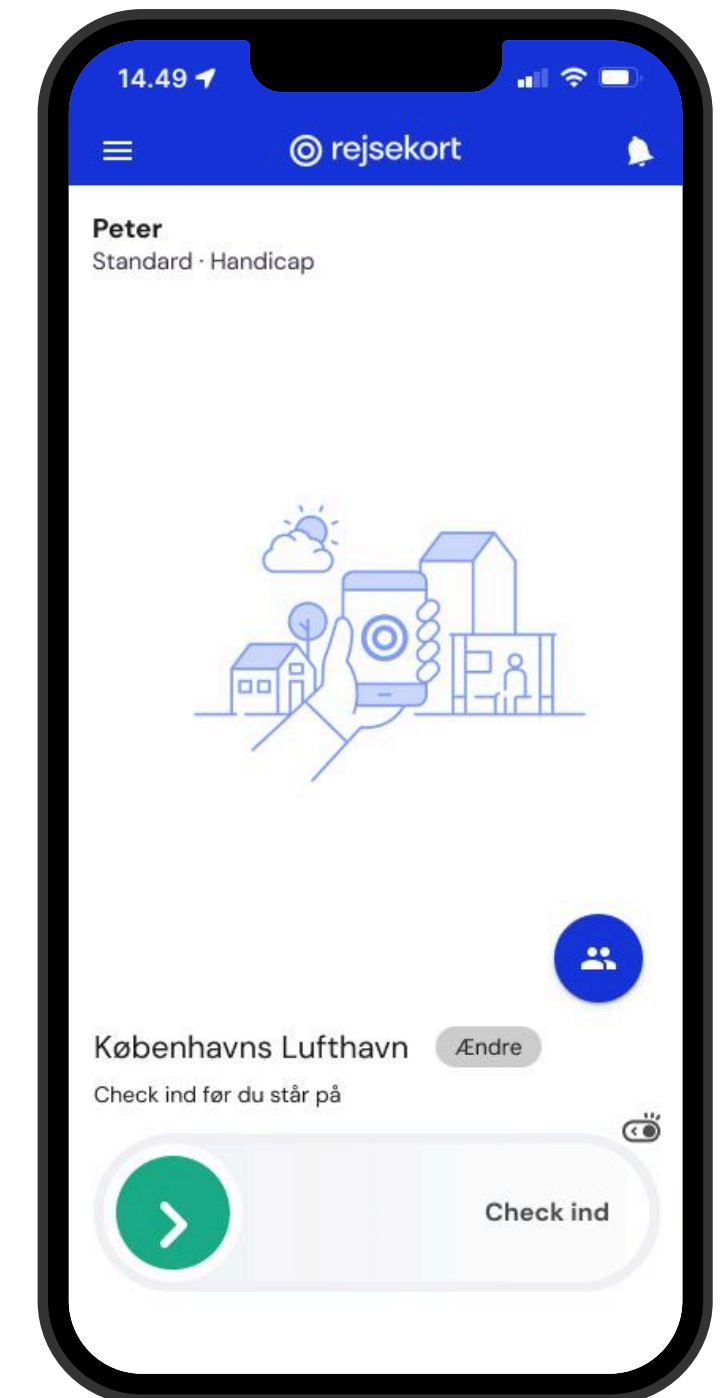 14.49
rejsekort
Peter
Standard · Handicap
Københavns Lufthavn Ændre
Check ind før du står på
Check ind